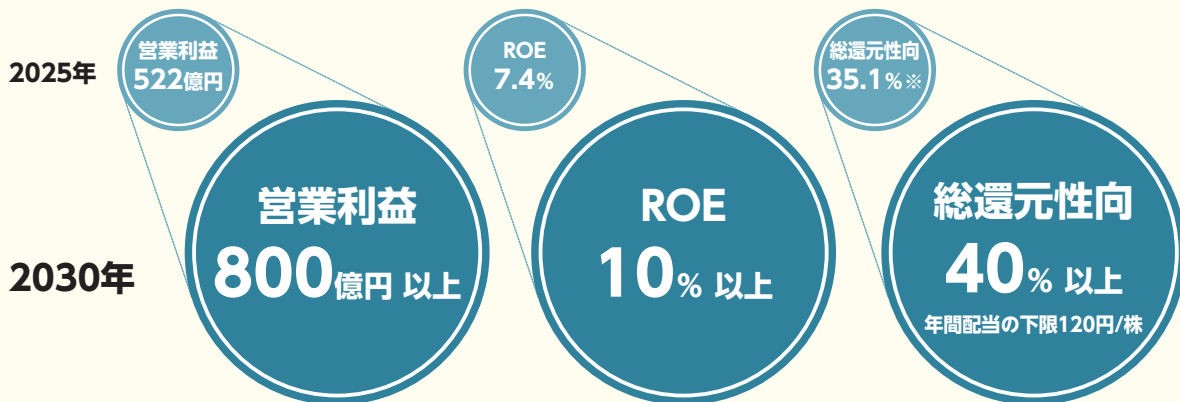 2025年
営業利益
522億円
ROE
7.4%
総還元性向
35.1%※
2030年
営業利益
800億円 以上
ROE
10% 以上
総還元性向
40% 以上
年間配当の下限120円/株